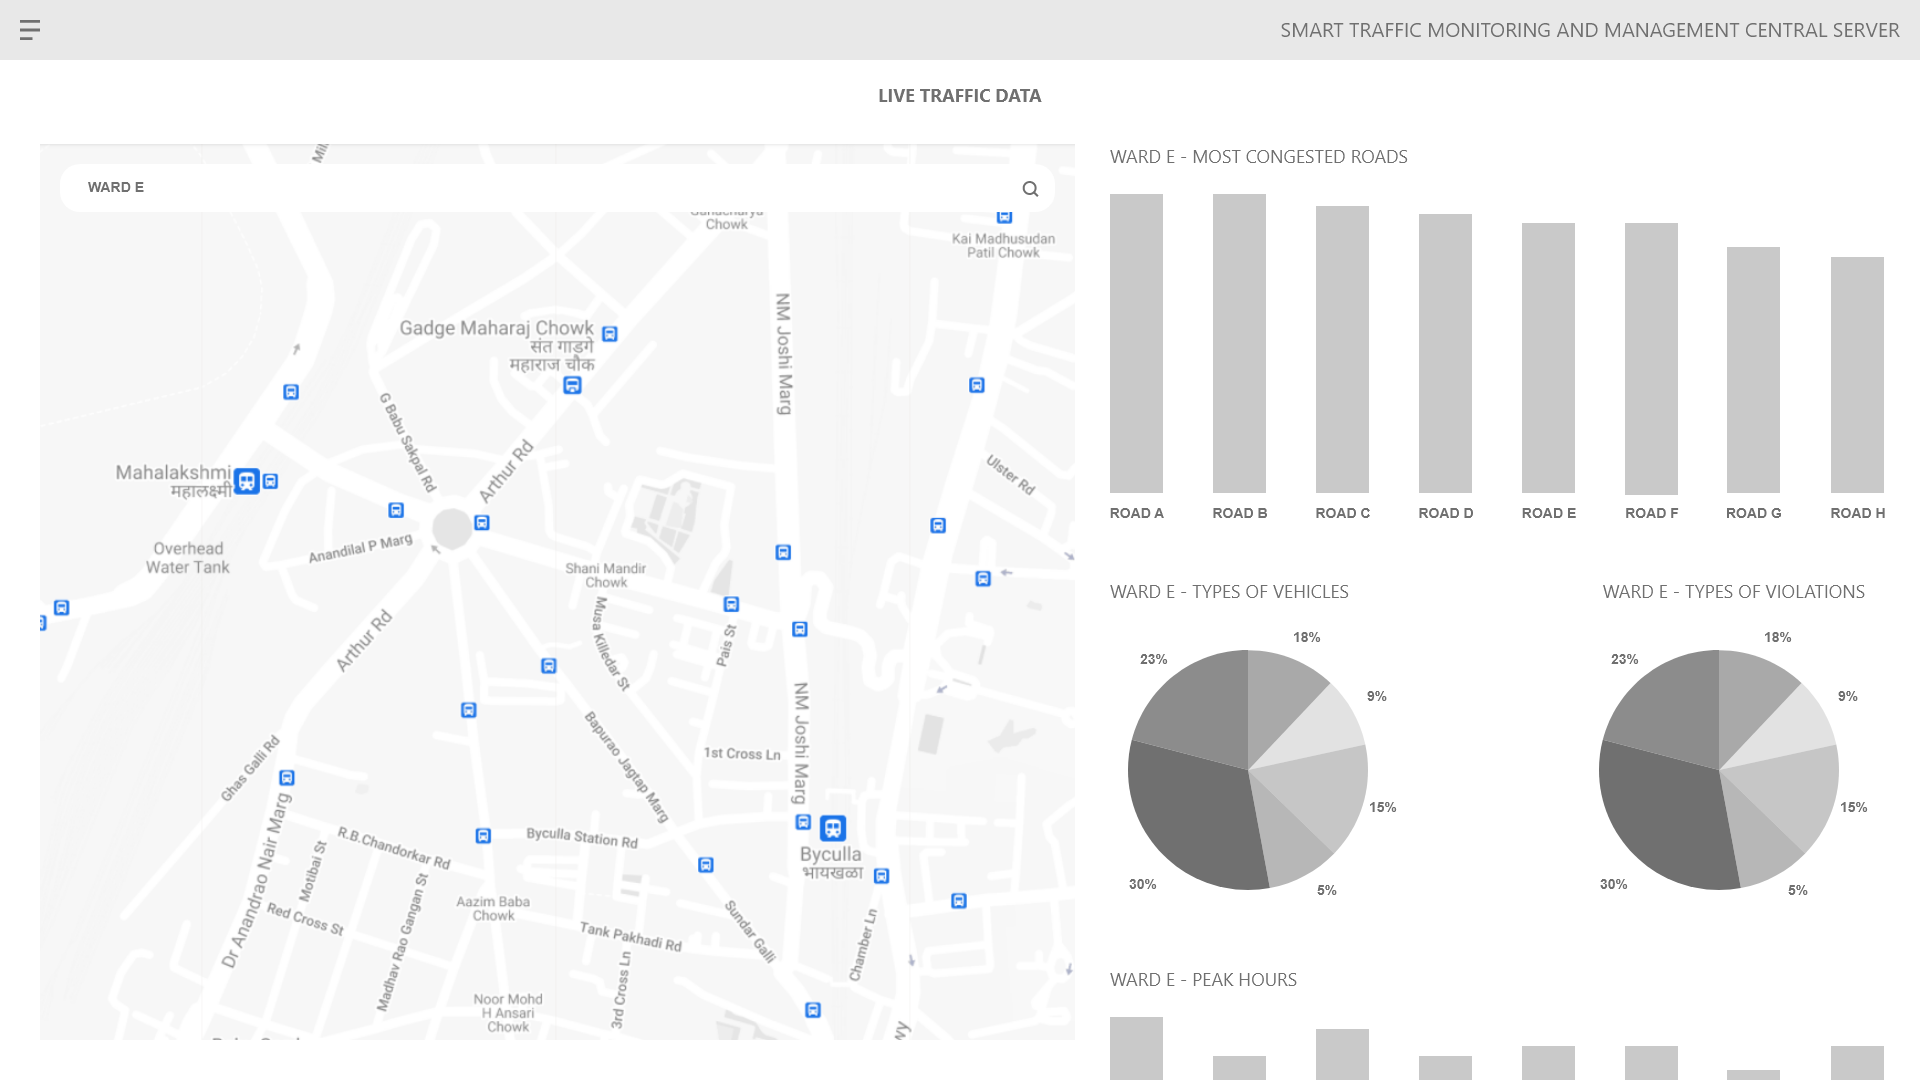 SMART TRAFFIC MONITORING AND MANAGEMENT CENTRAL SERVER
LIVE TRAFFIC DATA
WARD E
Chowk
Kai Madhusudan
Patil Chowk
NM Joshi Marg
Gadge Maharaj Chowk
संत गाडगे
महाराज चौक
G Babu Sakpal Rd
Arthur Rd
Ulster Rd
Mahalakshmi
महालक्ष्मी
Anandilal P Marg
Overhead
Water Tank
Shani Mandir
Chowk
Musa Killedar St
Pais St
Arthur Rd
NM Joshi Marg
Bapurao Jagtap Marg
1st Cross Ln
Ghas Galli Rd
Dr Anandrao Nair Marg
R.B.Chandorkar Rd
Byculla Station Rd
Byculla
भायखळा
Motibai St
Red Cross St
Madhav Rao Gangan St
Aazim Baba
Chowk
Tank Pakhadi Rd
Sundar Galli
Chamber Ln
3rd Cross Ln
Noor Mohd
H Ansari
Chowk
WARD E - MOST CONGESTED ROADS
ROAD A
ROAD B
ROAD C
ROAD D
ROAD E
ROAD F
ROAD G
ROAD H
WARD E - TYPES OF VEHICLES
18%
23%
9%
15%
30%
5%
WARD E - TYPES OF VIOLATIONS
18%
23%
9%
15%
30%
5%
WARD E - PEAK HOURS